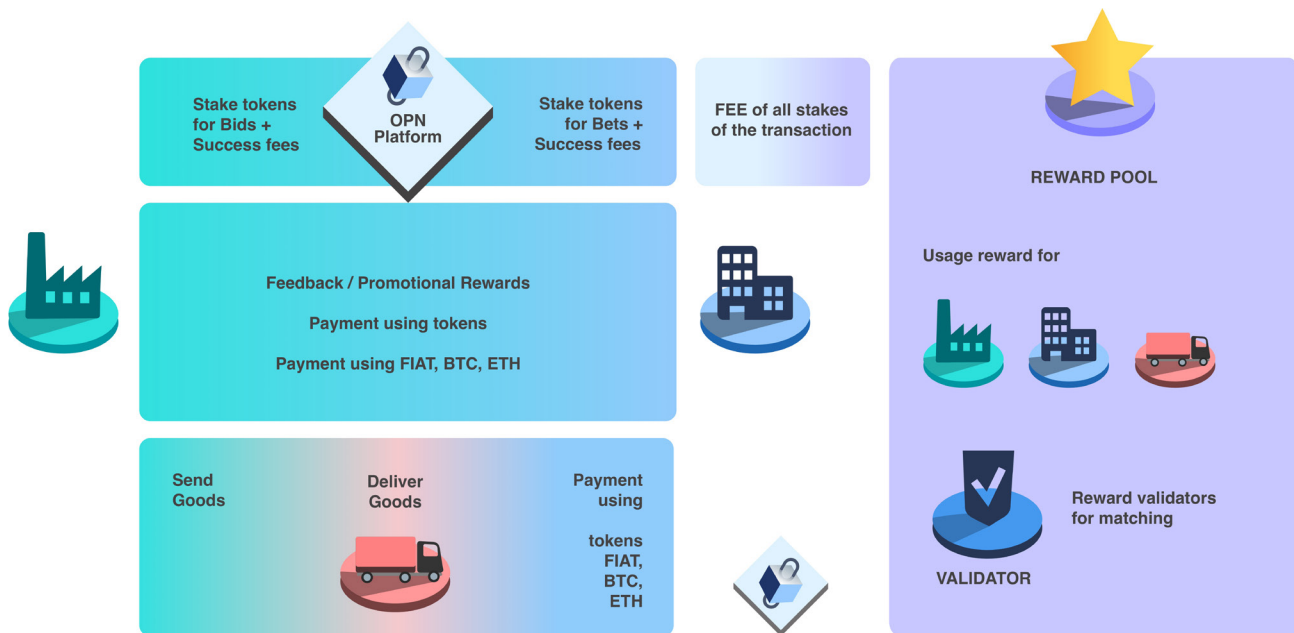 Stake tokens
for Bids +
Success fees
OPN
Platform
Stake tokens
for Bets +
Success fees
FEE of all stakes
of the transaction
REWARD POOL
Feedback / Promotional Rewards
Payment using tokens
Payment using FIAT, BTC, ETH
Usage reward for
Send
Goods
Deliver
Goods
Payment
using
tokens
FIAT,
BTC,
ETH
Reward validators
for matching
VALIDATOR